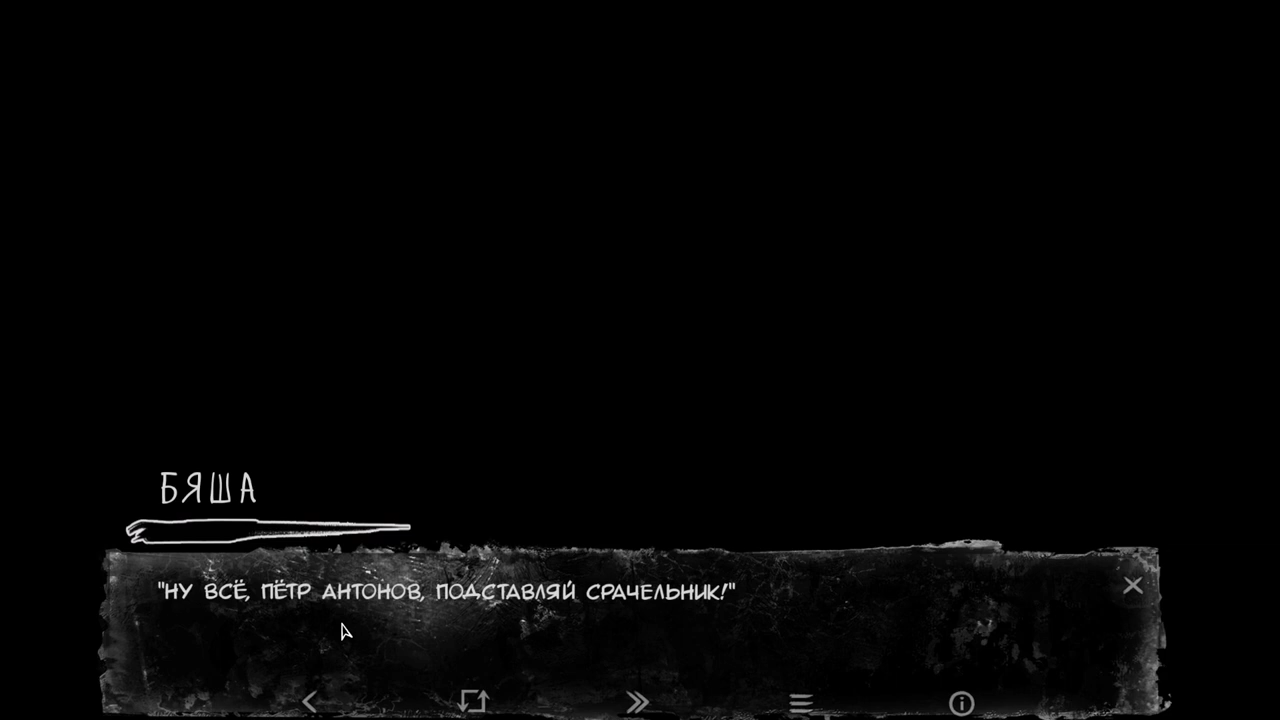 БЯША
"НУ ВСЁ, ПЁТР АНТОНОВ, ПОДСТАВЛЯЙ СРАЧЕЛЬНИК!"